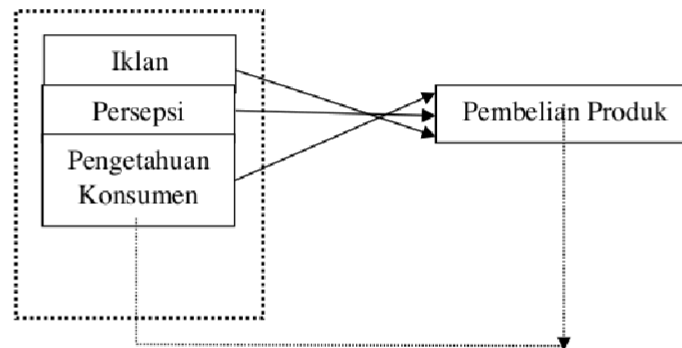 Iklan
Persepsi
Pembelian Produk
Pengetahuan
Konsumen